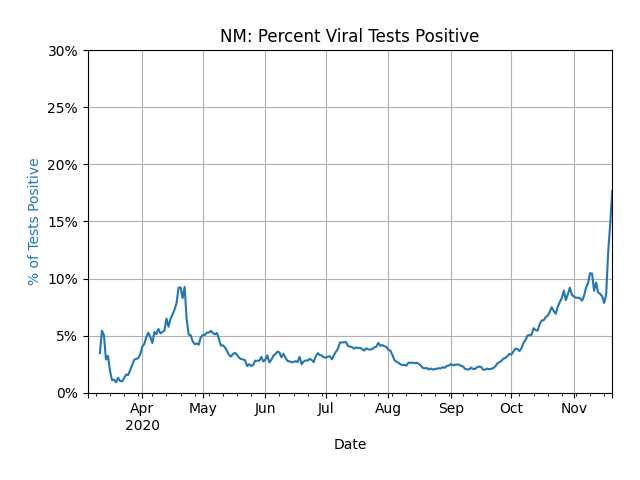 NM: Percent Viral Tests Positive
30%
25%
20%
15%
10%
5%
0%
% of Tests Positive
Apr May Jun Jul Aug Sep Oct Nov
2020
Date